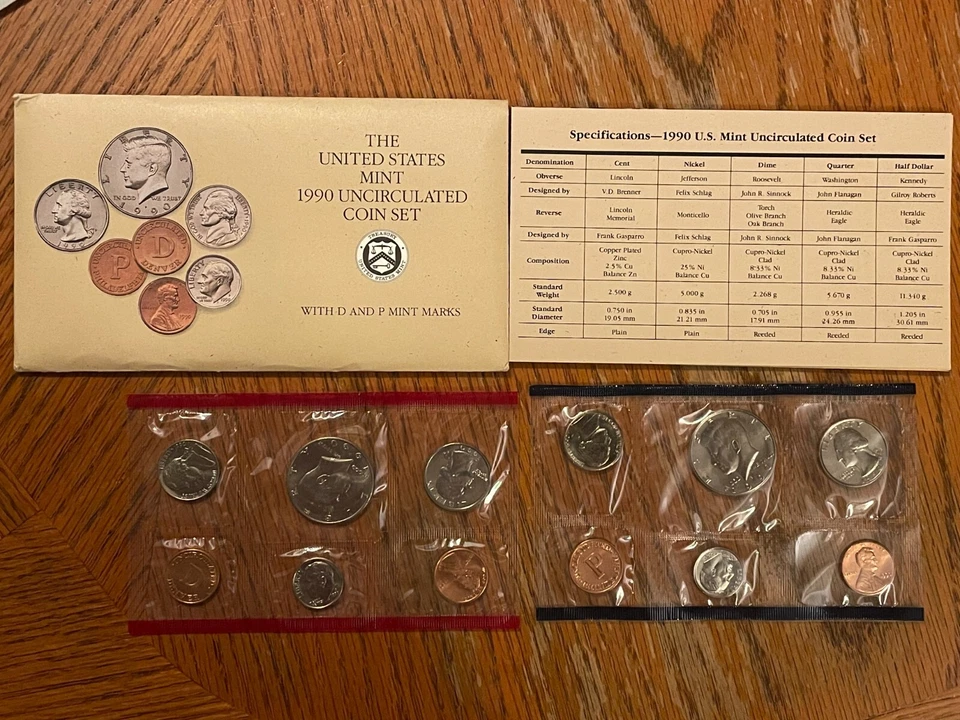 THE
UNITED STATES
MINT
1990 UNCIRCULATED
COIN SET
WITH D AND P MINT MARKS
LIBERTY
IN GOD WE TRUST
1990
LIBERTY
D
DENVER
P
1990
Specifications—1990 U.S. Mint Uncirculated Coin Set
Denomination Cent Nickel Dime Quarter Half Dollar
Obverse Lincoln Jefferson Roosevelt Washington Kennedy
Designed by V.D. Brenner Felix Schlag John R. Sinnock John Flanagan Gilroy Roberts
Reverse Lincoln Memorial Monticello Torch Olive Branch Oak Branch Heraldic Eagle Heraldic Eagle
Designed by Frank Gasparro Felix Schlag John R. Sinnock John Flanagan Frank Gasparro
Composition Copper Plated Zinc 2.5% Cu Balance Zn Cupro-Nickel 25% Ni Balance Cu Cupro-Nickel Clad 8.33% Ni Balance Cu Cupro-Nickel Clad 8.33% Ni Balance Cu Cupro-Nickel Clad 8.33% Ni Balance Cu
Standard Weight 2.500 g 5.000 g 2.268 g 5.670 g 11.340 g
Standard Diameter 0.750 in 19.05 mm 0.835 in 21.21 mm 0.705 in 17.91 mm 0.955 in 24.26 mm 1.205 in 30.61 mm
Edge Plain Plain Reeded Reeded Reeded
P